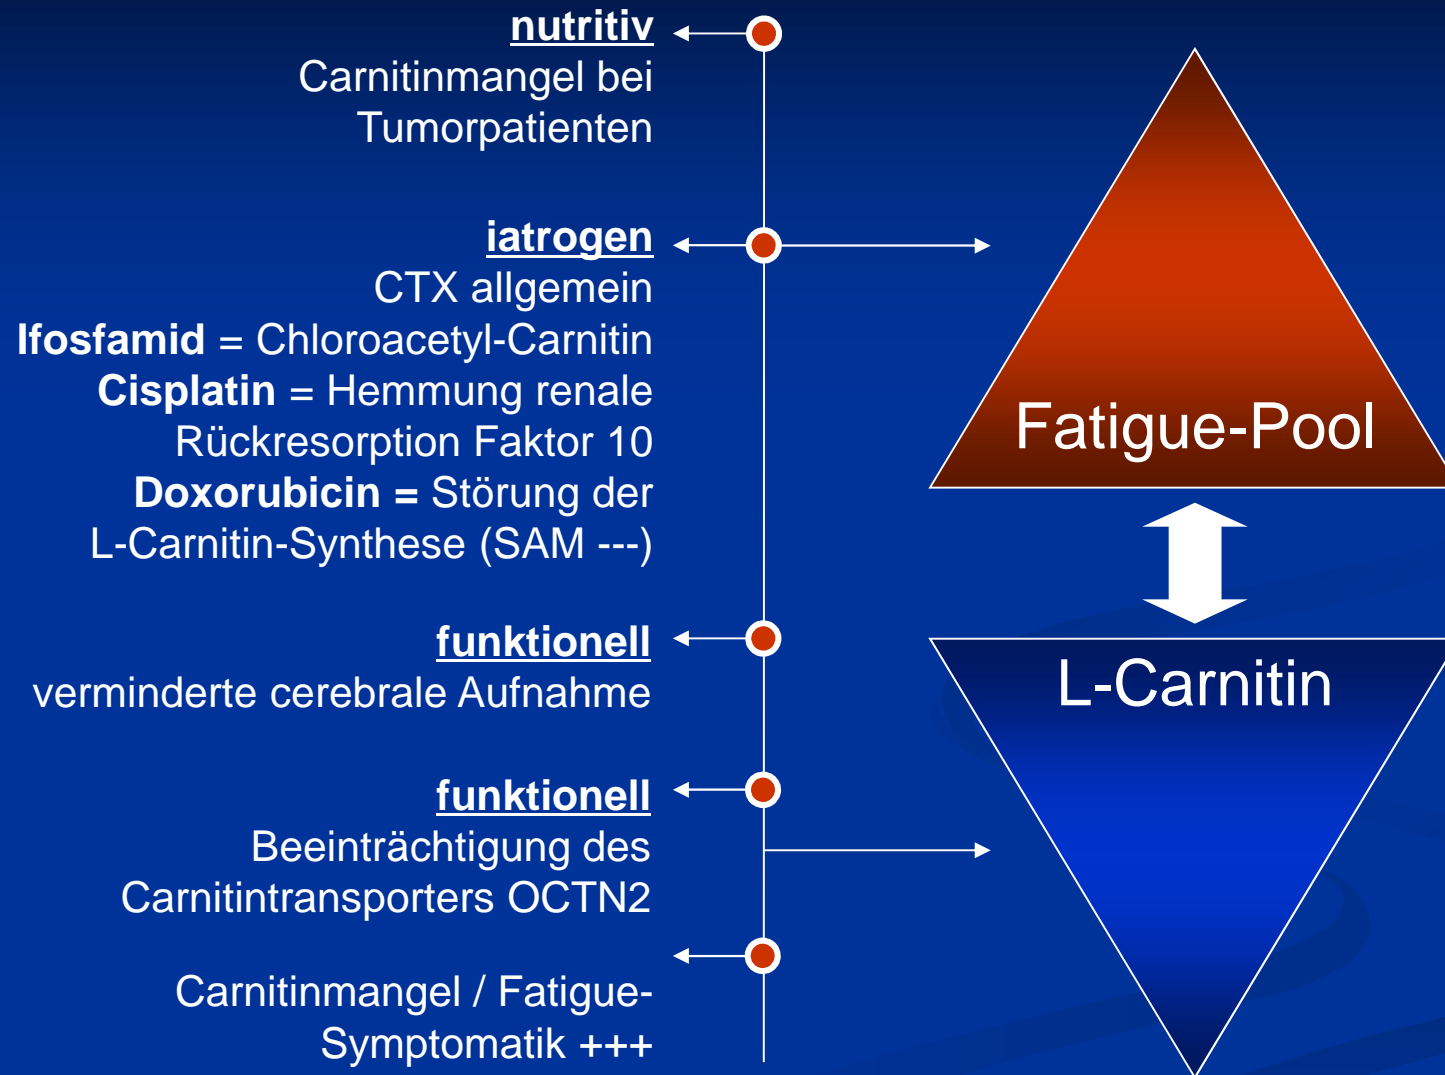 nutritiv
Carnitinmangel bei
Tumorpatienten
iatrogen
CTX allgemein
Ifosfamid = Chloroacetyl-Carnitin
Cisplatin = Hemmung renale
Rückresorption Faktor 10
Doxorubicin = Störung der
L-Carnitin-Synthese (SAM ---)
funktionell
verminderte cerebrale Aufnahme
funktionell
Beeinträchtigung des
Carnitintransporters OCTN2
Carnitinmangel / Fatigue-
Symptomatik +++
Fatigue-Pool
L-Carnitin